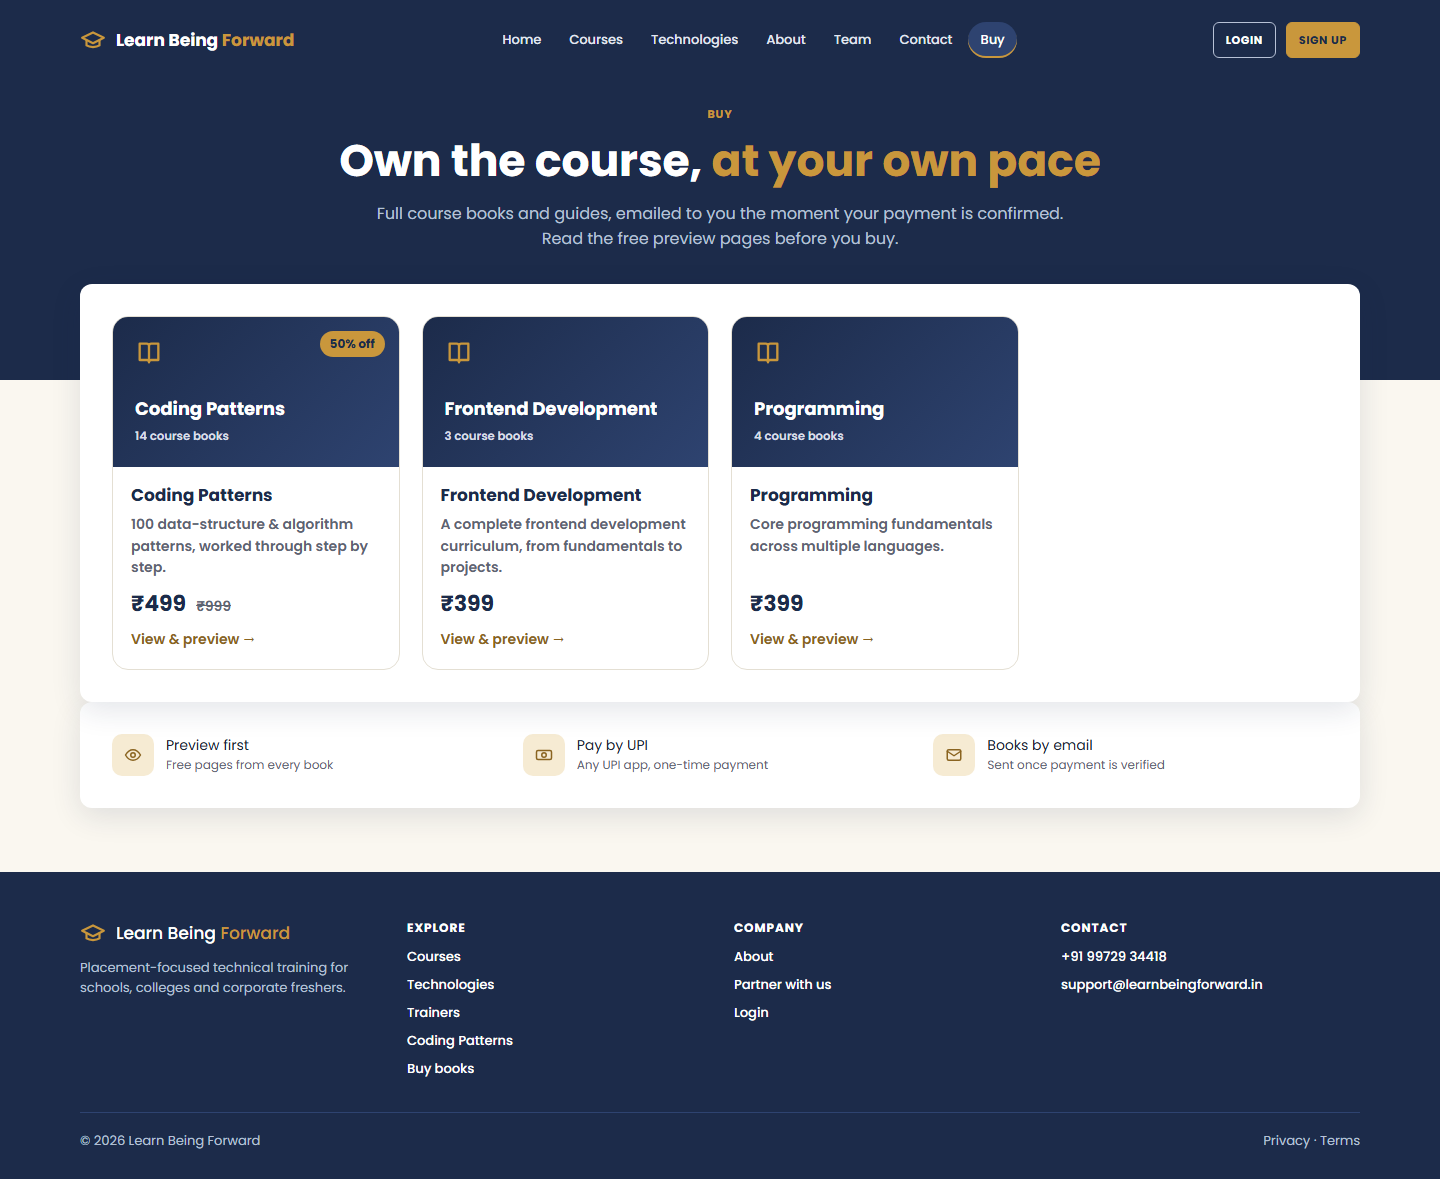 Learn Being Forward
Home Courses Technologies About Team Contact Buy
LOGIN SIGN UP
BUY
Own the course, at your own pace
Full course books and guides, emailed to you the moment your payment is confirmed.
Read the free preview pages before you buy.
50% off
Coding Patterns
14 course books
Coding Patterns
100 data-structure & algorithm
patterns, worked through step by
step.
₹499 ₹999
View & preview →
Frontend Development
3 course books
Frontend Development
A complete frontend development
curriculum, from fundamentals to
projects.
₹399
View & preview →
Programming
4 course books
Programming
Core programming fundamentals
across multiple languages.
₹399
View & preview →
Preview first
Free pages from every book
Pay by UPI
Any UPI app, one-time payment
Books by email
Sent once payment is verified
Learn Being Forward
Placement-focused technical training for
schools, colleges and corporate freshers.
EXPLORE
Courses
Technologies
Trainers
Coding Patterns
Buy books
COMPANY
About
Partner with us
Login
CONTACT
+91 99729 34418
support@learnbeingforward.in
© 2026 Learn Being Forward
Privacy · Terms